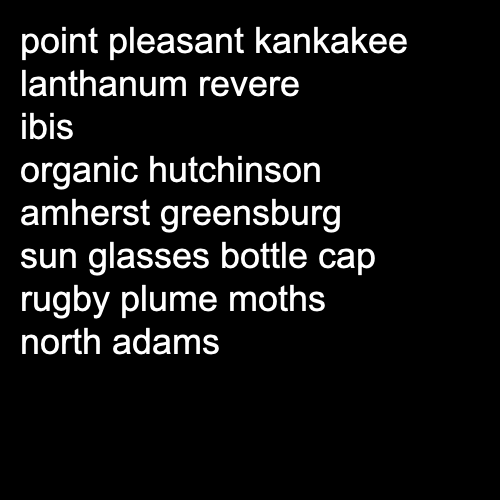 point pleasant kankakee
lanthanum revere
ibis
organic hutchinson
amherst greensburg
sun glasses bottle cap
rugby plume moths
north adams